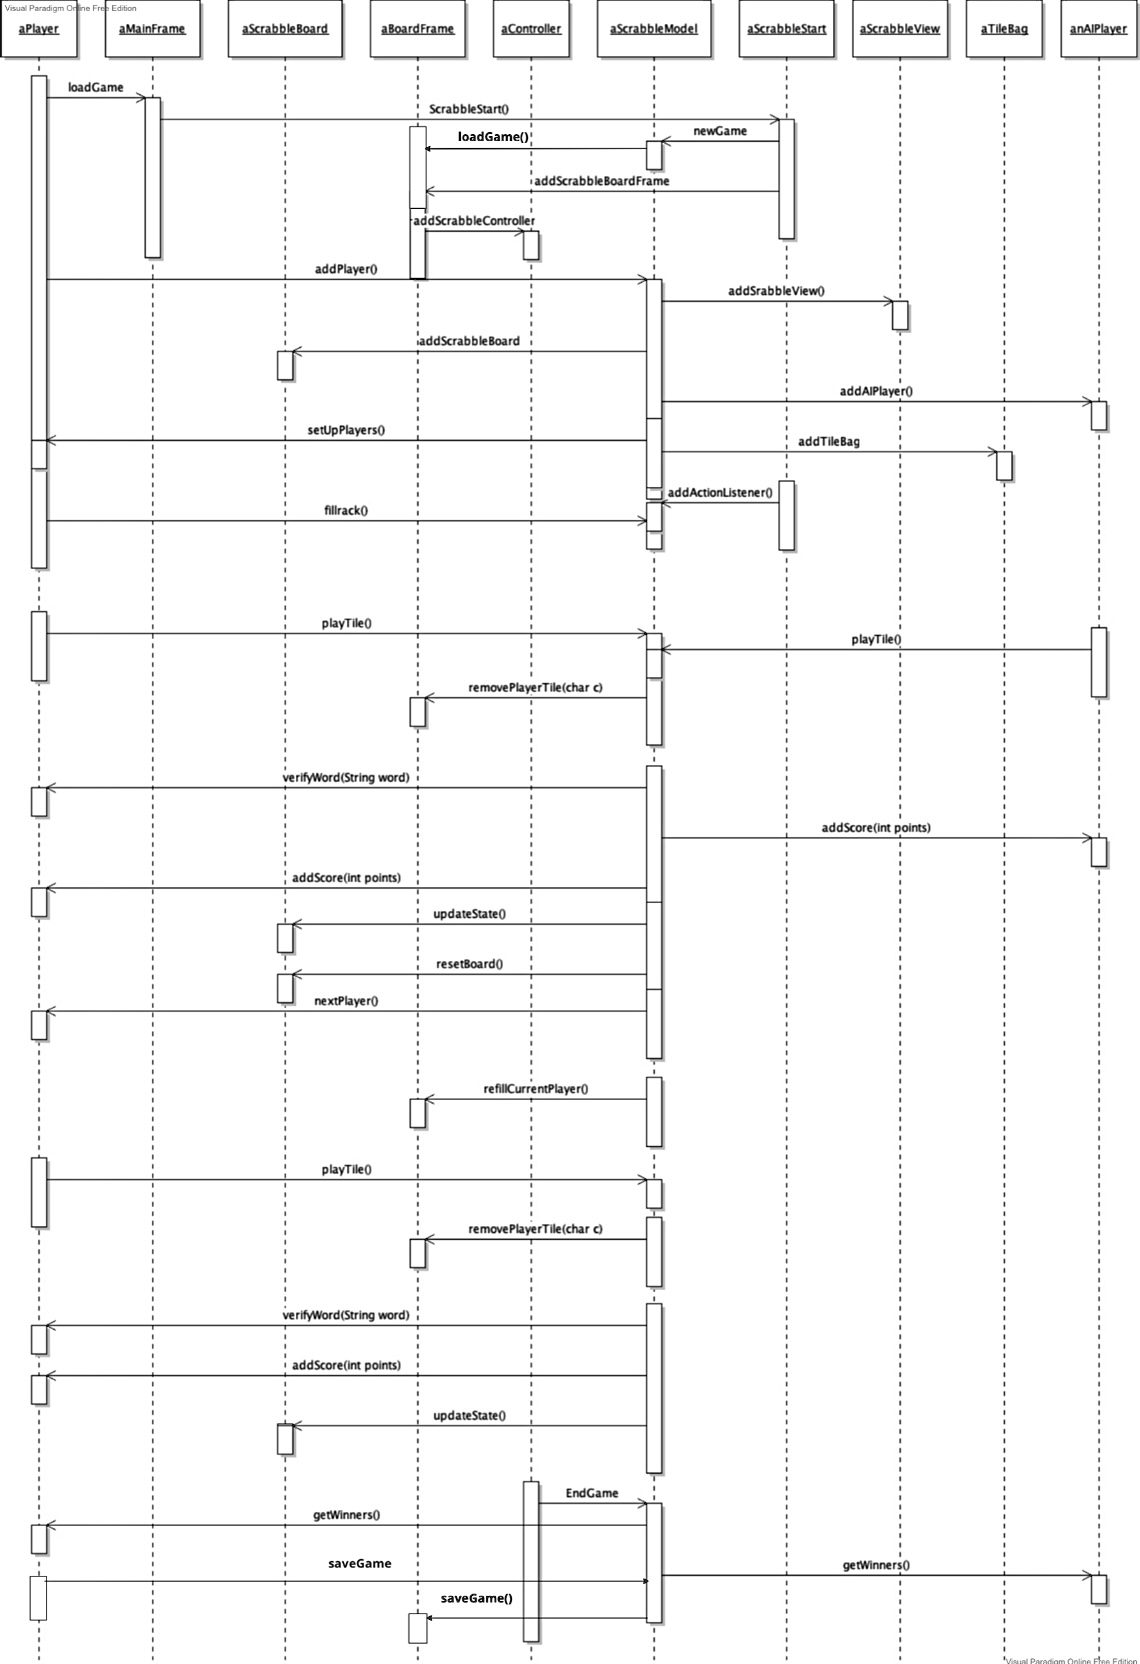 Visual Paradigm Online Free Edition
aPlayer
aMainFrame
aScrabbleBoard
aBoardFrame
aController
aScrabbleModel
aScrabbleStart
aScrabbleView
aTileBag
anAIPlayer
loadGame
ScrabbleStart()
newGame
loadGame()
addScrabbleBoardFrame
addScrabbleController
addPlayer()
addSrabbleView()
addScrabbleBoard
addAIPlayer()
setUpPlayers()
addTileBag
addActionListener()
fillrack()
playTile()
playTile()
removePlayerTile(char c)
verifyWord(String word)
addScore(int points)
addScore(int points)
updateState()
resetBoard()
nextPlayer()
refillCurrentPlayer()
playTile()
removePlayerTile(char c)
verifyWord(String word)
addScore(int points)
updateState()
EndGame
getWinners()
saveGame
getWinners()
saveGame()
Visual Paradigm Online Free Edition